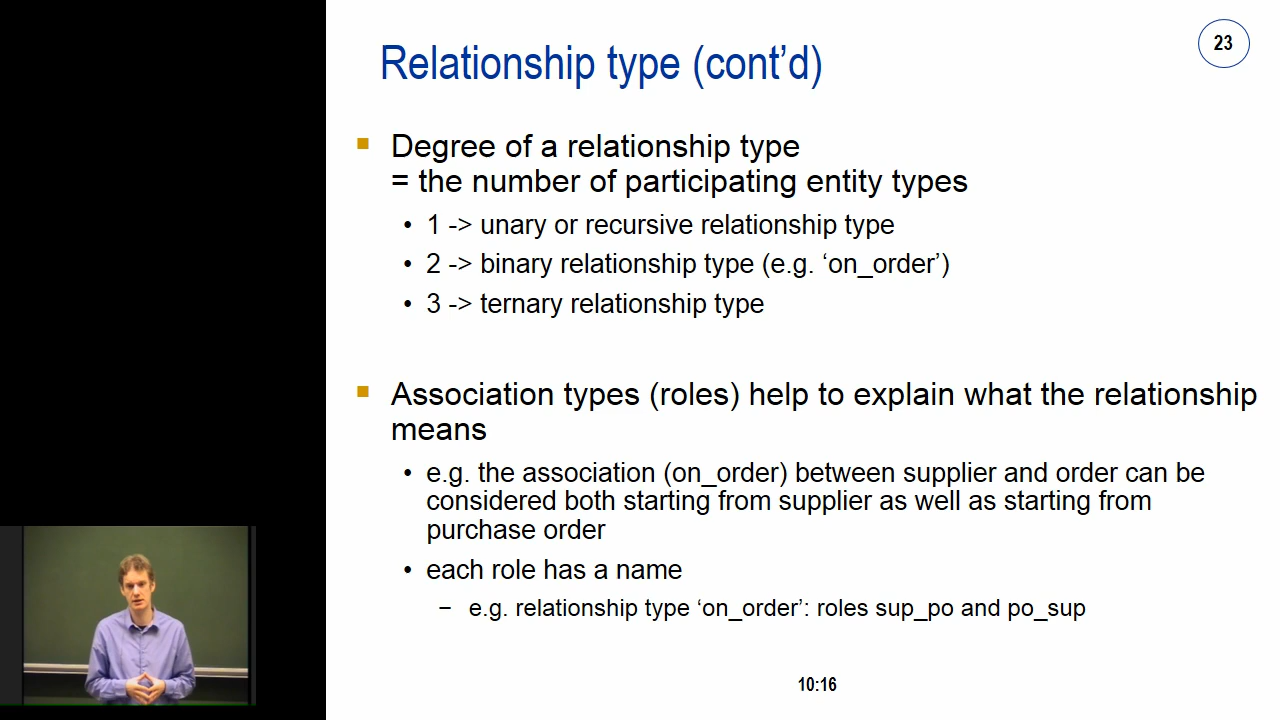 23
Relationship type (cont’d)
Degree of a relationship type
= the number of participating entity types
• 1 -> unary or recursive relationship type
• 2 -> binary relationship type (e.g. ‘on_order’)
• 3 -> ternary relationship type
Association types (roles) help to explain what the relationship
means
• e.g. the association (on_order) between supplier and order can be
considered both starting from supplier as well as starting from
purchase order
• each role has a name
– e.g. relationship type ‘on_order’: roles sup_po and po_sup
10:16